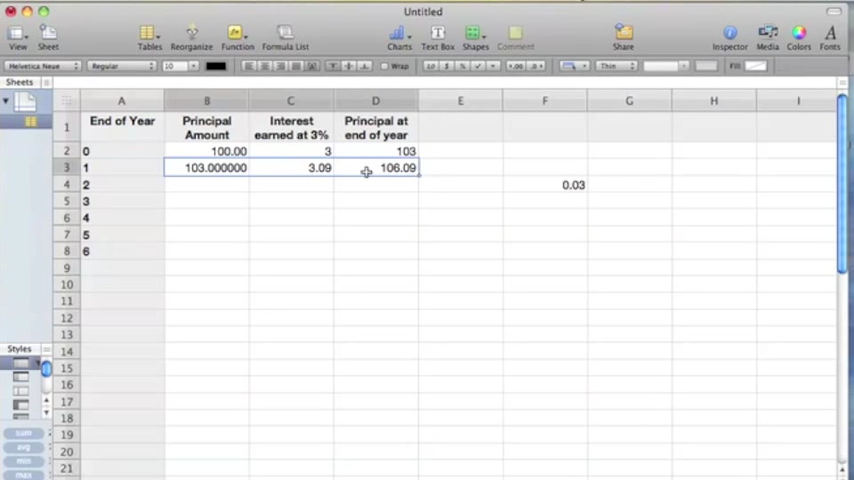 Untitled
View Sheet Tables Reorganize Function Formula List Charts Text Box Shapes Comment Share Inspector Media Colors Fonts
Helvetica Neue Regular 10 Wrap Thin Fill
Sheets
A B C D E F G H I
1 End of Year Principal Amount Interest earned at 3% Principal at end of year
2 0 100.00 3 103
3 1 103.000000 3.09 106.09
4 2 0.03
5 3
6 4
7 5
8 6
9
10
11
12
13
14
15
16
17
18
19
20
21
Styles
sum
avg
min
max